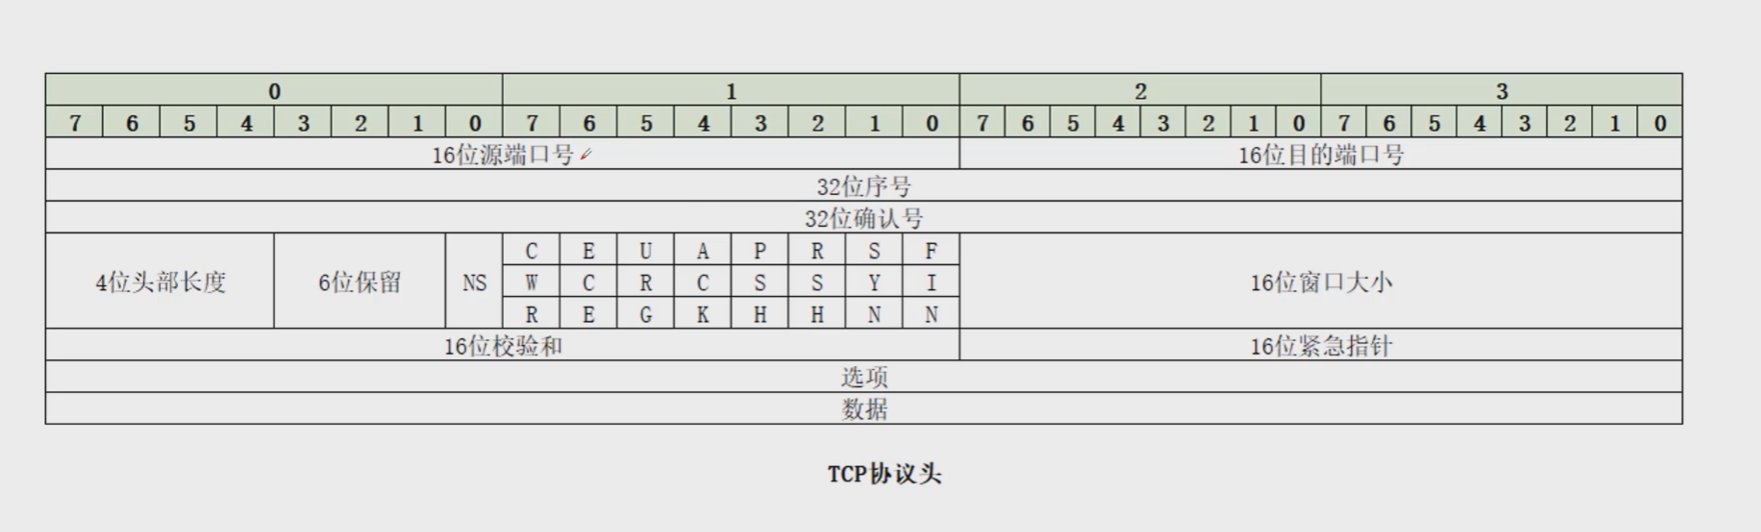 0 1 2 3
7 6 5 4 3 2 1 0 7 6 5 4 3 2 1 0 7 6 5 4 3 2 1 0 7 6 5 4 3 2 1 0
16位源端口号 16位目的端口号
32位序号
32位确认号
C E U A P R S F
4位头部长度 6位保留 NS W C R C S S Y I 16位窗口大小
R E G K H H N N
16位校验和 16位紧急指针
选项
数据
TCP协议头